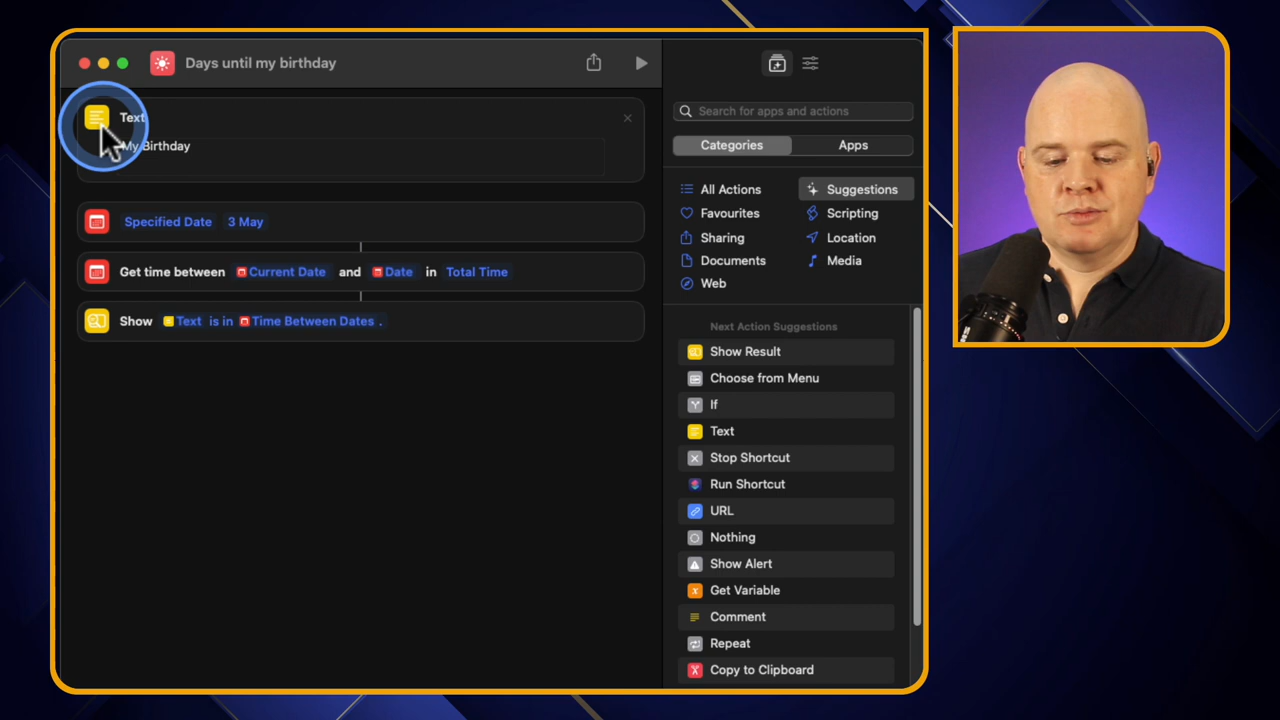 Days until my birthday
Text
My Birthday
Specified Date 3 May
Get time between Current Date and Date in Total Time
Show Text is in Time Between Dates .
Search for apps and actions
Categories Apps
All Actions Suggestions
Favourites Scripting
Sharing Location
Documents Media
Web
Next Action Suggestions
Show Result
Choose from Menu
If
Text
Stop Shortcut
Run Shortcut
URL
Nothing
Show Alert
Get Variable
Comment
Repeat
Copy to Clipboard